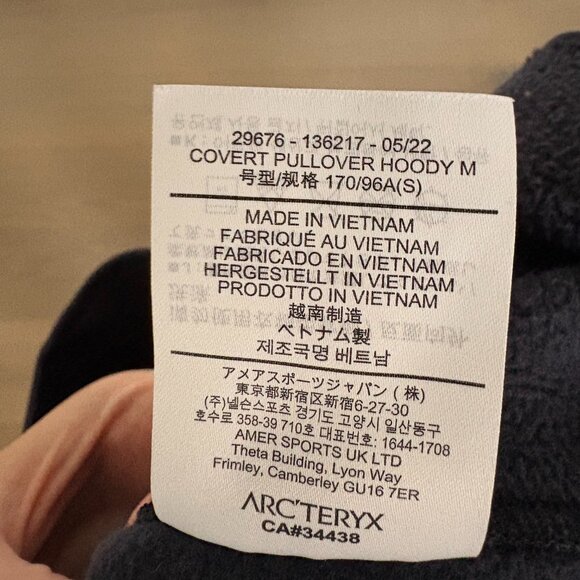 29676 - 136217 - 05/22
COVERT PULLOVER HOODY M
号型/规格 170/96A(S)
MADE IN VIETNAM
FABRIQUÉ AU VIETNAM
FABRICADO EN VIETNAM
HERGESTELLT IN VIETNAM
PRODOTTO IN VIETNAM
越南制造
ベトナム製
제조국명 베트남
アメアスポーツジャパン ( 株 )
東京都新宿区新宿 6-27-30
(주)넬슨스포츠 경기도 고양시 일산동구
호수로 358-39 710호 대표번호: 1644-1708
AMER SPORTS UK LTD
Theta Building, Lyon Way
Frimley, Camberley GU16 7ER
ARC'TERYX
CA#34438